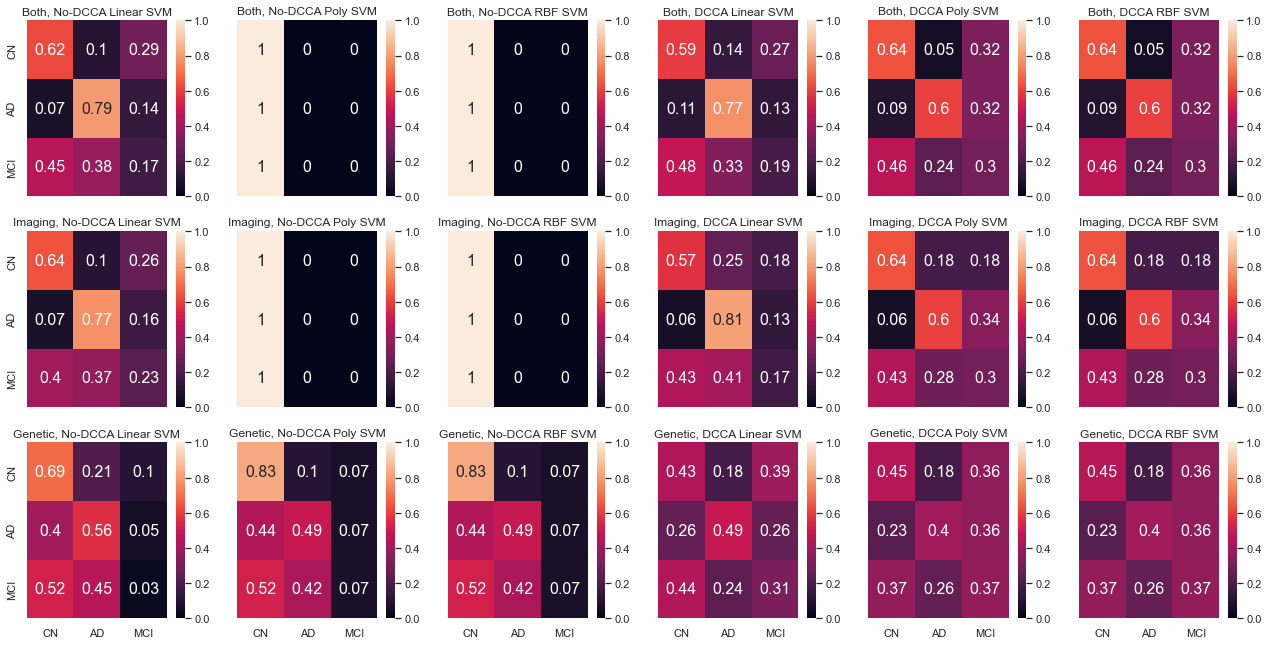 Both, No-DCCA Linear SVM Both, No-DCCA Poly SVM Both, No-DCCA RBF SVM Both, DCCA Linear SVM Both, DCCA Poly SVM Both, DCCA RBF SVM
1.0 1.0 1.0 1.0 1.0 1.0
CN 0.62 0.1 0.29 1 0 0 1 0 0 0.59 0.14 0.27 0.64 0.05 0.32 0.64 0.05 0.32
0.8 0.8 0.8 0.8 0.8 0.8
0.6 0.6 0.6 0.6 0.6 0.6
AD 0.07 0.79 0.14 1 0 0 1 0 0 0.11 0.77 0.13 0.09 0.6 0.32 0.09 0.6 0.32
0.4 0.4 0.4 0.4 0.4 0.4
MCI 0.45 0.38 0.17 1 0 0 1 0 0 0.48 0.33 0.19 0.46 0.24 0.3 0.46 0.24 0.3
0.2 0.2 0.2 0.2 0.2 0.2
0.0 0.0 0.0 0.0 0.0 0.0
Imaging, No-DCCA Linear SVM Imaging, No-DCCA Poly SVM Imaging, No-DCCA RBF SVM Imaging, DCCA Linear SVM Imaging, DCCA Poly SVM Imaging, DCCA RBF SVM
1.0 1.0 1.0 1.0 1.0 1.0
CN 0.64 0.1 0.26 1 0 0 1 0 0 0.57 0.25 0.18 0.64 0.18 0.18 0.64 0.18 0.18
0.8 0.8 0.8 0.8 0.8 0.8
0.6 0.6 0.6 0.6 0.6 0.6
AD 0.07 0.77 0.16 1 0 0 1 0 0 0.06 0.81 0.13 0.06 0.6 0.34 0.06 0.6 0.34
0.4 0.4 0.4 0.4 0.4 0.4
MCI 0.4 0.37 0.23 1 0 0 1 0 0 0.43 0.41 0.17 0.43 0.28 0.3 0.43 0.28 0.3
0.2 0.2 0.2 0.2 0.2 0.2
0.0 0.0 0.0 0.0 0.0 0.0
Genetic, No-DCCA Linear SVM Genetic, No-DCCA Poly SVM Genetic, No-DCCA RBF SVM Genetic, DCCA Linear SVM Genetic, DCCA Poly SVM Genetic, DCCA RBF SVM
1.0 1.0 1.0 1.0 1.0 1.0
CN 0.69 0.21 0.1 0.83 0.1 0.07 0.83 0.1 0.07 0.43 0.18 0.39 0.45 0.18 0.36 0.45 0.18 0.36
0.8 0.8 0.8 0.8 0.8 0.8
0.6 0.6 0.6 0.6 0.6 0.6
AD 0.4 0.56 0.05 0.44 0.49 0.07 0.44 0.49 0.07 0.26 0.49 0.26 0.23 0.4 0.36 0.23 0.4 0.36
0.4 0.4 0.4 0.4 0.4 0.4
MCI 0.52 0.45 0.03 0.52 0.42 0.07 0.52 0.42 0.07 0.44 0.24 0.31 0.37 0.26 0.37 0.37 0.26 0.37
0.2 0.2 0.2 0.2 0.2 0.2
0.0 0.0 0.0 0.0 0.0 0.0
CN AD MCI CN AD MCI CN AD MCI CN AD MCI CN AD MCI CN AD MCI